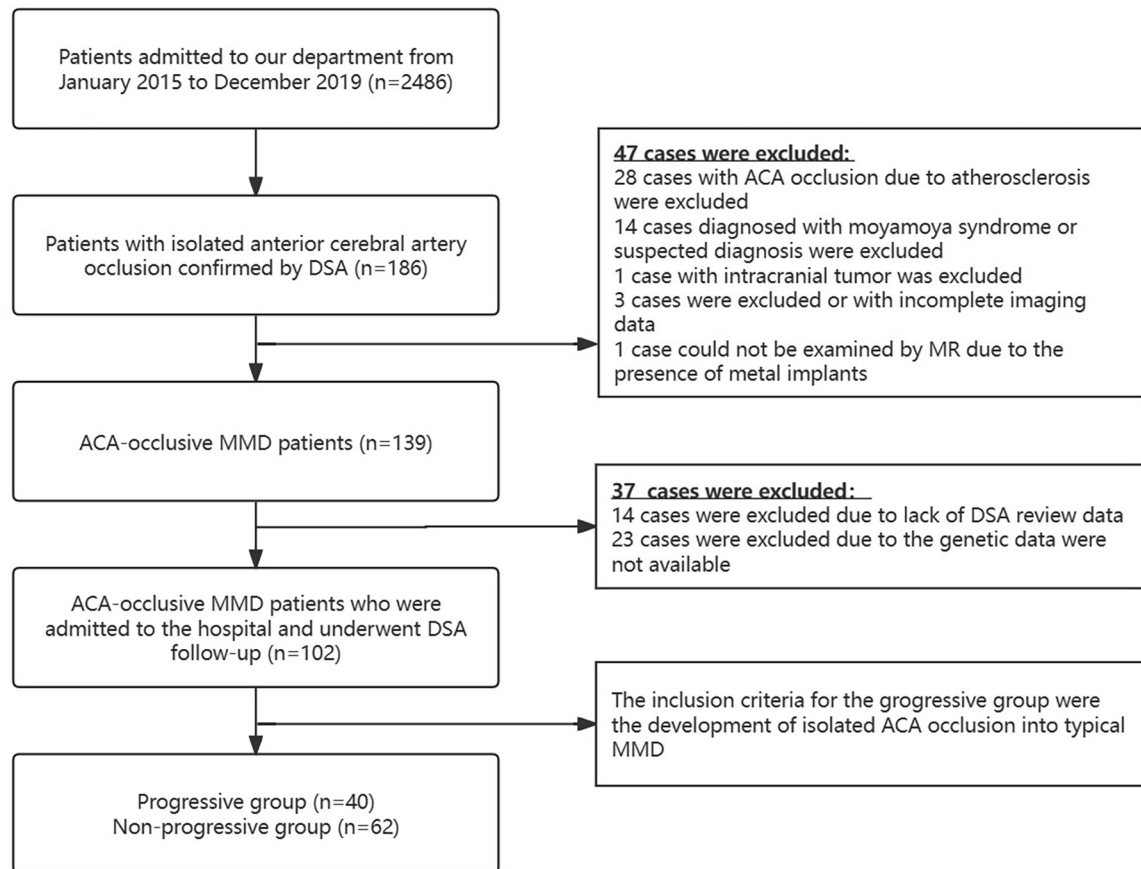 Patients admitted to our department from
January 2015 to December 2019 (n=2486)
47 cases were excluded:
28 cases with ACA occlusion due to atherosclerosis
were excluded
14 cases diagnosed with moyamoya syndrome or
suspected diagnosis were excluded
1 case with intracranial tumor was excluded
3 cases were excluded or with incomplete imaging
data
1 case could not be examined by MR due to the
presence of metal implants
Patients with isolated anterior cerebral artery
occlusion confirmed by DSA (n=186)
ACA-occlusive MMD patients (n=139)
37 cases were excluded:
14 cases were excluded due to lack of DSA review data
23 cases were excluded due to the genetic data were
not available
ACA-occlusive MMD patients who were
admitted to the hospital and underwent DSA
follow-up (n=102)
The inclusion criteria for the grogressive group were
the development of isolated ACA occlusion into typical
MMD
Progressive group (n=40)
Non-progressive group (n=62)